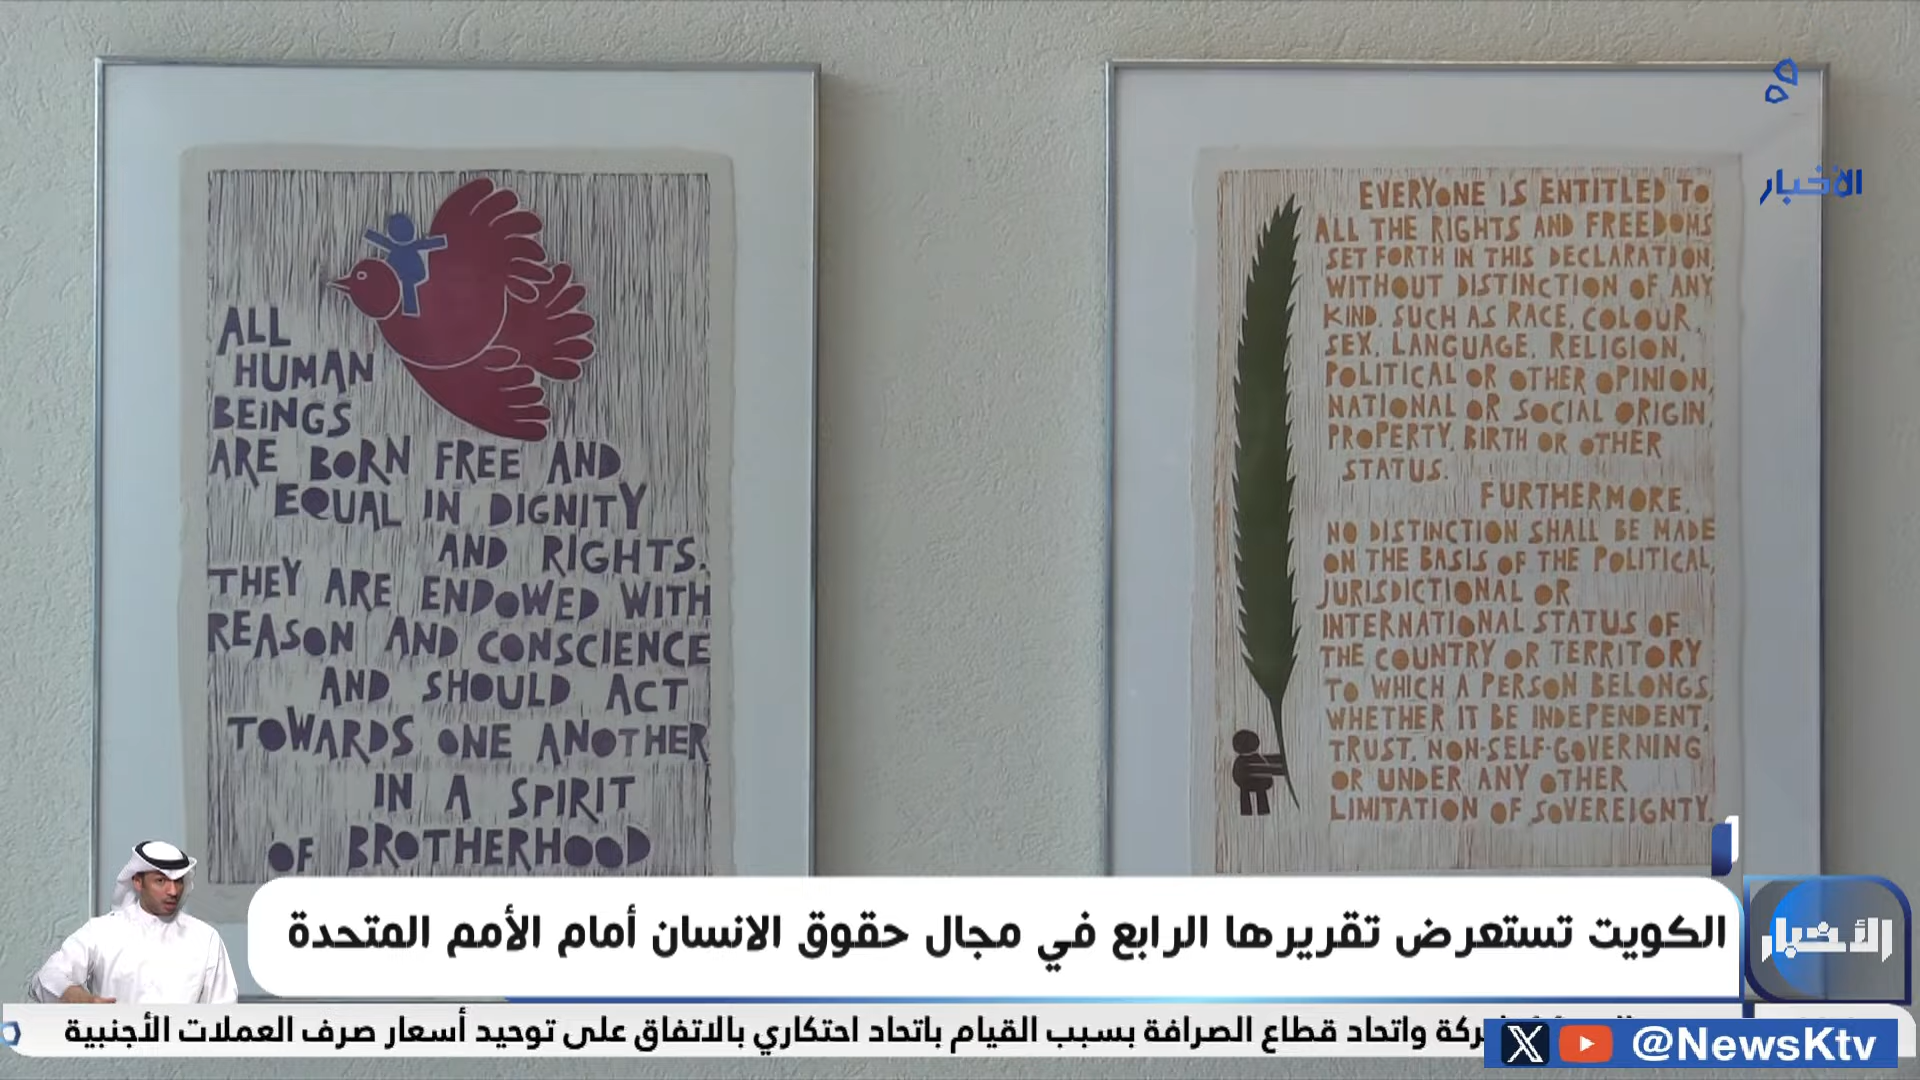 ALL
HUMAN
BEINGS
ARE BORN FREE AND
EQUAL IN DIGNITY
AND RIGHTS.
THEY ARE ENDOWED WITH
REASON AND CONSCIENCE
AND SHOULD ACT
TOWARDS ONE ANOTHER
IN A SPIRIT
OF BROTHERHOOD
EVERYONE IS ENTITLED TO
ALL THE RIGHTS AND FREEDOMS
SET FORTH IN THIS DECLARATION,
WITHOUT DISTINCTION OF ANY
KIND, SUCH AS RACE, COLOUR,
SEX, LANGUAGE, RELIGION,
POLITICAL OR OTHER OPINION,
NATIONAL OR SOCIAL ORIGIN,
PROPERTY, BIRTH OR OTHER
STATUS.
FURTHERMORE,
NO DISTINCTION SHALL BE MADE
ON THE BASIS OF THE POLITICAL,
JURISDICTIONAL OR
INTERNATIONAL STATUS OF
THE COUNTRY OR TERRITORY
TO WHICH A PERSON BELONGS,
WHETHER IT BE INDEPENDENT,
TRUST, NON-SELF-GOVERNING
OR UNDER ANY OTHER
LIMITATION OF SOVEREIGNTY.
الأخبار
الكويت تستعرض تقريرها الرابع في مجال حقوق الانسان أمام الأمم المتحدة
الأخبار
واتحاد قطاع الصرافة بسبب القيام باتحاد احتكاري بالاتفاق على توحيد أسعار صرف العملات الأجنبية
@NewsKtv